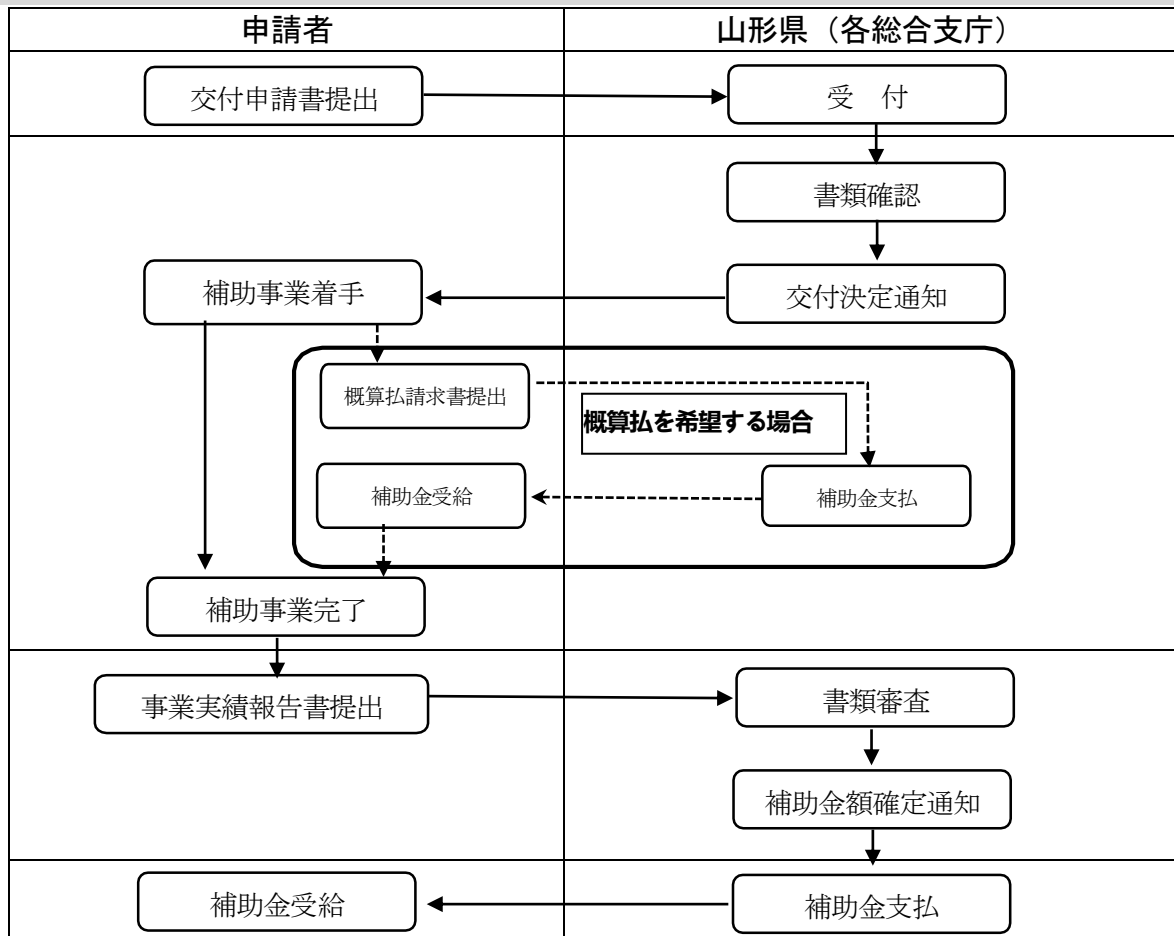 申請者
山形県（各総合支庁）
交付申請書提出
受　付
書類確認
補助事業着手
交付決定通知
概算払請求書提出
概算払を希望する場合
補助金受給
補助金支払
補助事業完了
事業実績報告書提出
書類審査
補助金額確定通知
補助金受給
補助金支払